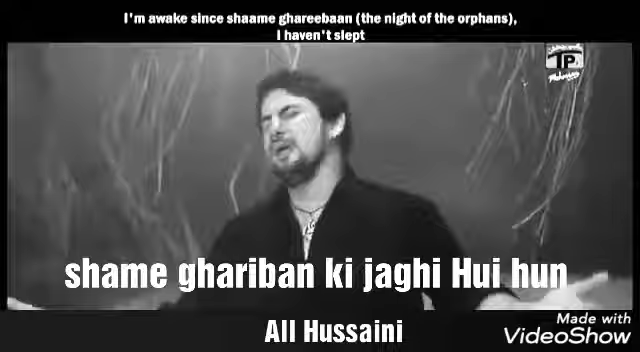 I'm awake since shaame ghareebaan (the night of the orphans),
I haven't slept
TP
shame ghariban ki jaghi Hui hun
All Hussaini
Made with
VideoShow